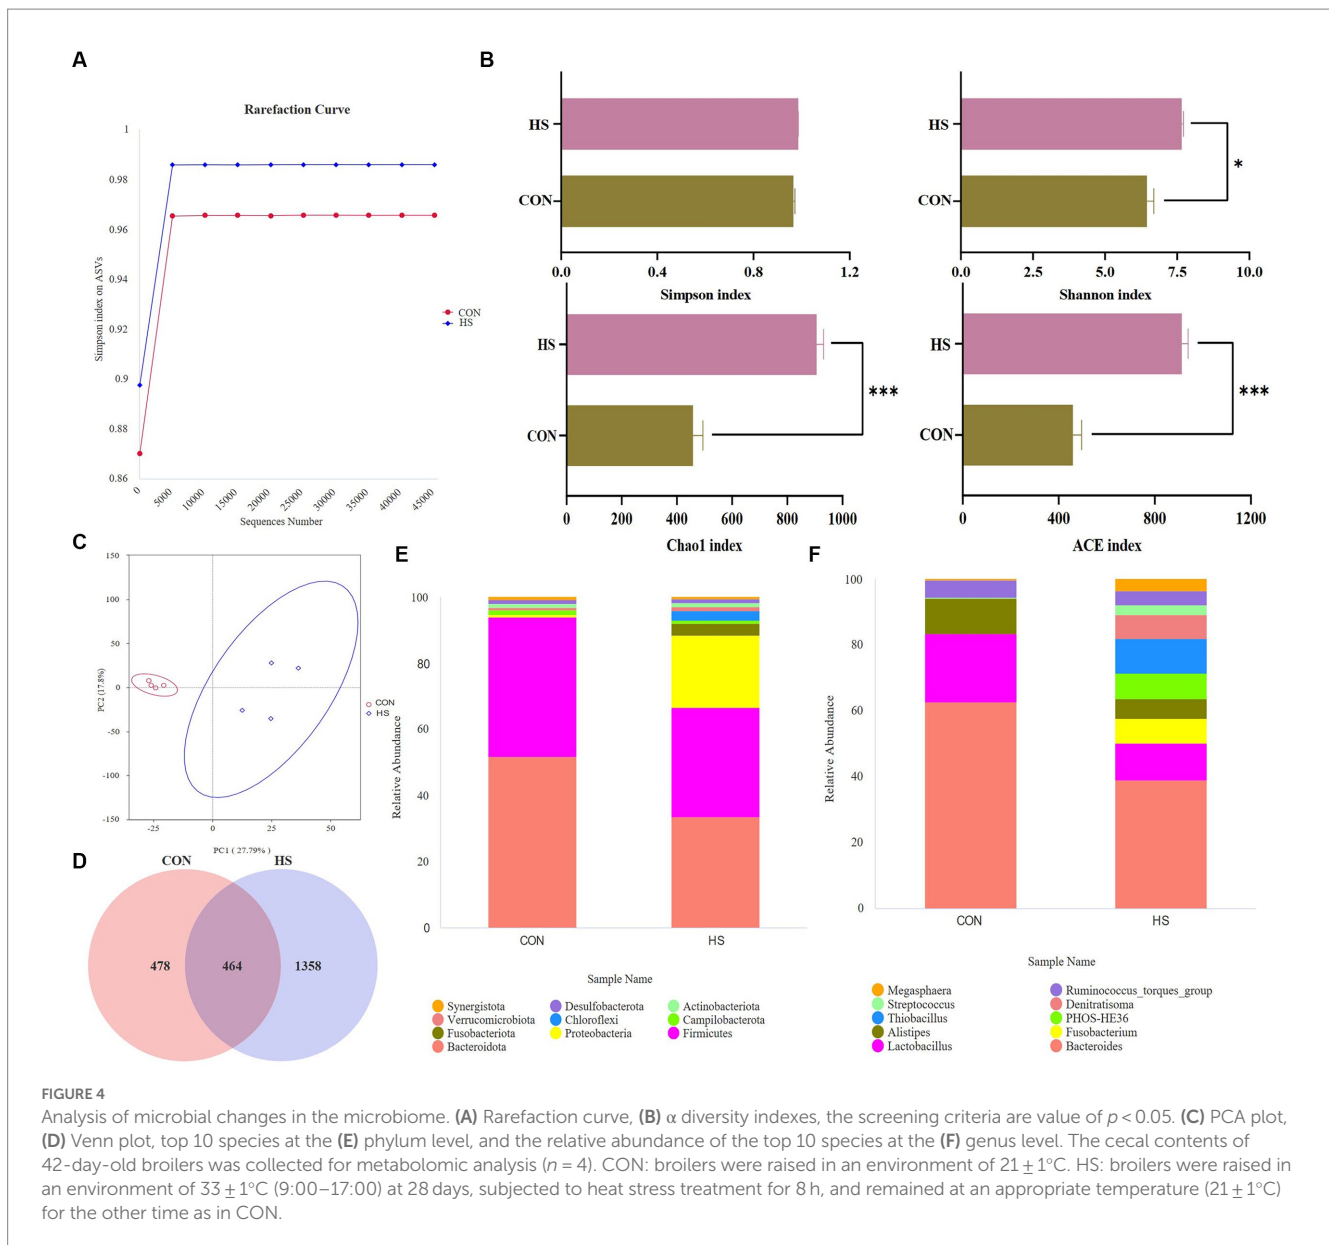 A
Rarefaction Curve
1
0.98
0.96
0.94
0.92
0.9
0.88
0.86
Simpson index on ASVs
0
5000
10000
15000
20000
25000
30000
35000
40000
45000
Sequences Number
CON
HS
B
HS
CON
0.0 0.4 0.8 1.2
Simpson index
HS
CON
*
0.0 2.5 5.0 7.5 10.0
Shannon index
HS
CON
***
0 200 400 600 800 1000
Chao1 index
HS
CON
***
0 400 800 1200
ACE index
C
150
100
50
0
-50
-100
-150
PC2 (17.8%)
-25 0 25 50
PC1 ( 27.79%)
CON
HS
D
CON HS
478 464 1358
E
100
80
60
40
20
0
Relative Abundance
CON HS
Sample Name
Synergistota Desulfobacterota Actinobacteriota
Verrucomicrobiota Chloroflexi Campilobacterota
Fusobacteriota Proteobacteria Firmicutes
Bacteroidota
F
100
80
60
40
20
0
Relative Abundance
CON HS
Sample Name
Megasphaera Ruminococcus_torques_group
Streptococcus Denitratisoma
Thiobacillus PHOS-HE36
Alistipes Fusobacterium
Lactobacillus Bacteroides
FIGURE 4
Analysis of microbial changes in the microbiome. (A) Rarefaction curve, (B) α diversity indexes, the screening criteria are value of p < 0.05. (C) PCA plot,
(D) Venn plot, top 10 species at the (E) phylum level, and the relative abundance of the top 10 species at the (F) genus level. The cecal contents of
42-day-old broilers was collected for metabolomic analysis (n = 4). CON: broilers were raised in an environment of 21 ± 1°C. HS: broilers were raised in
an environment of 33 ± 1°C (9:00–17:00) at 28 days, subjected to heat stress treatment for 8 h, and remained at an appropriate temperature (21 ± 1°C)
for the other time as in CON.